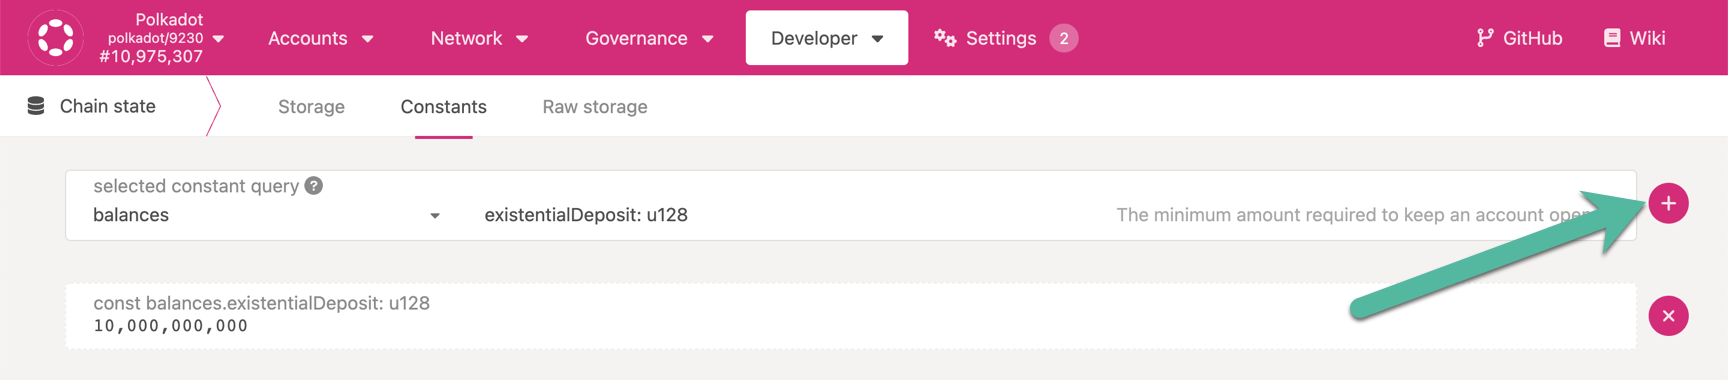 Polkadot
polkadot/9230
#10,975,307
Accounts
Network
Governance
Developer
Settings
2
GitHub
Wiki
Chain state
Storage
Constants
Raw storage
selected constant query ?
balances
existentialDeposit: u128
The minimum amount required to keep an account open
const balances.existentialDeposit: u128
10,000,000,000